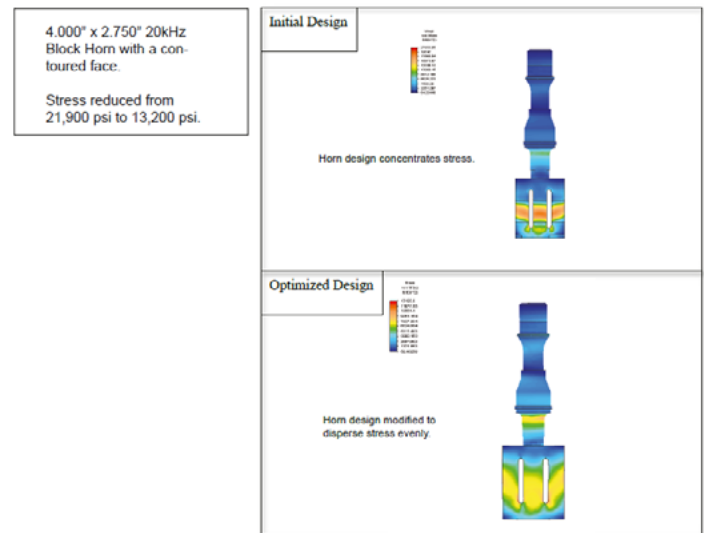 4.000" x 2.750" 20kHz
Block Horn with a con-
toured face.
Stress reduced from
21,900 psi to 13,200 psi.
Initial Design
Horn design concentrates stress.
Optimized Design
Horn design modified to
disperse stress evenly.